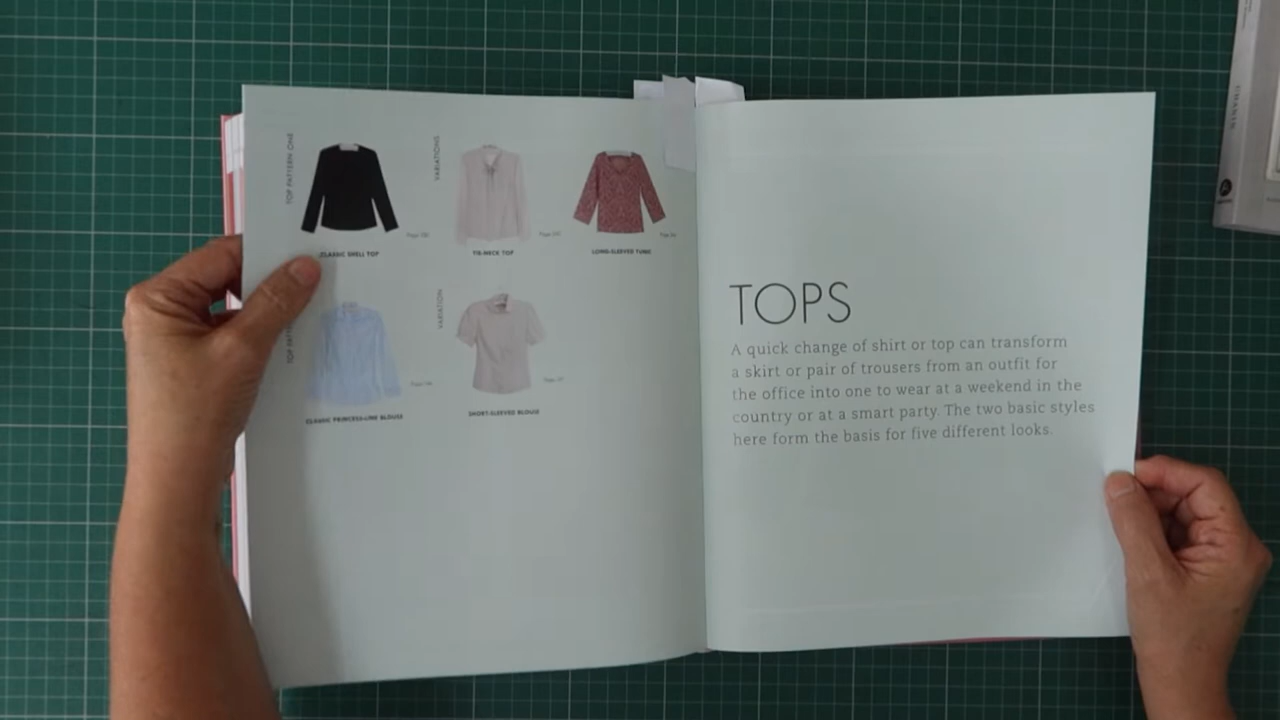 TOP PATTERN ONE
VARIATIONS
CLASSIC SHELL TOP
TIE-NECK TOP
LONG-SLEEVED TUNIC
TOP
VARIATION
CLASSIC PRINCESS-LINE BLOUSE
SHORT-SLEEVED BLOUSE
TOPS
A quick change of shirt or top can transform
a skirt or pair of trousers from an outfit for
the office into one to wear at a weekend in the
country or at a smart party. The two basic styles
here form the basis for five different looks.